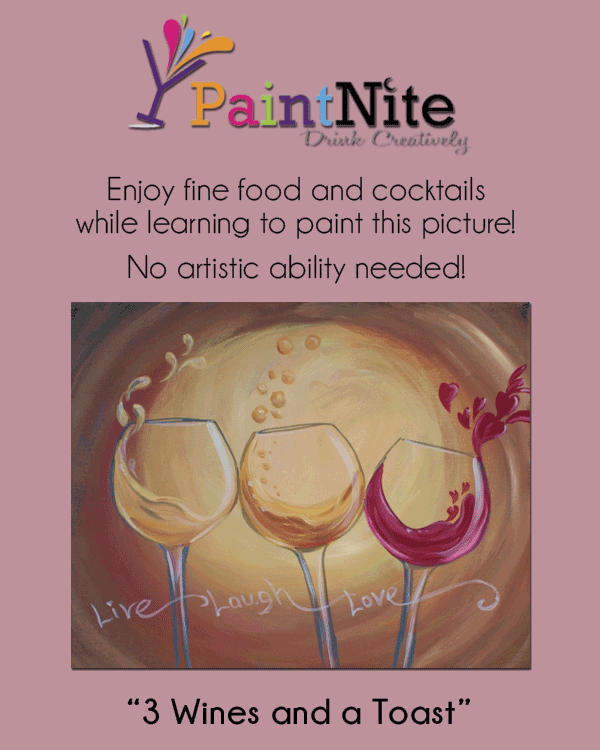 PaintNite
Drink Creatively
Enjoy fine food and cocktails
while learning to paint this picture!
No artistic ability needed!
Live Laugh Love
“3 Wines and a Toast”